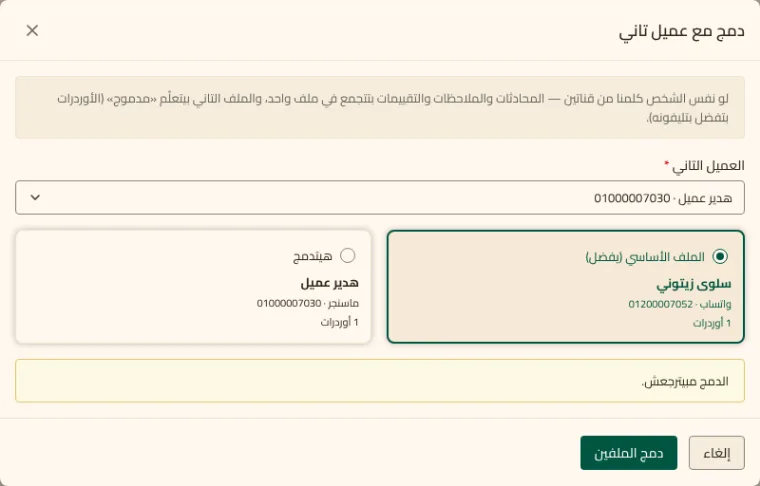 دمج مع عميل تاني
لو نفس الشخص كلمنا من قناتين — المحادثات والملاحظات والتقييمات بتتجمع في ملف واحد، والملف التاني بيتعلّم «مدموج» (الأوردرات
بتفضل بتليفونه).
العميل التاني *
هدير عميل · 01000007030
الملف الأساسي (يفضل)
سلوى زيتوني
واتساب · 01200007052
1 أوردرات
هيتدمج
هدير عميل
ماسنجر · 01000007030
1 أوردرات
الدمج مبيترجعش.
إلغاء
دمج الملفين